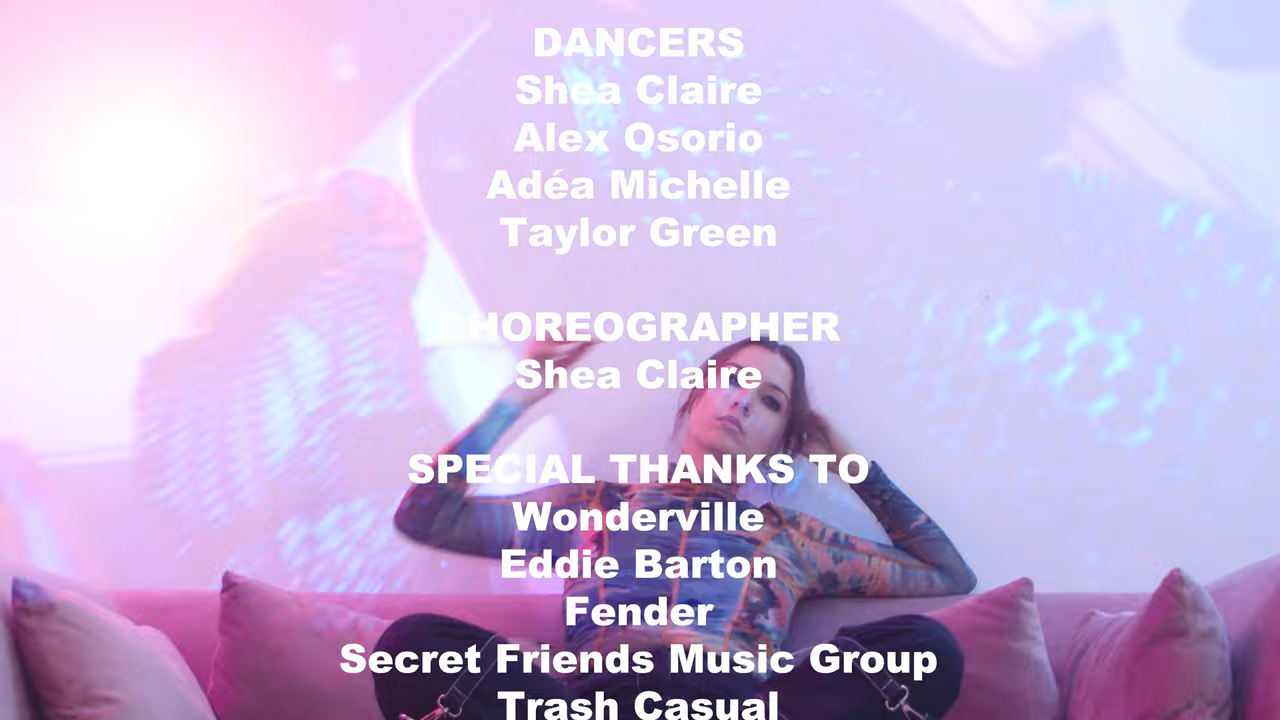 DANCERS
Shea Claire
Alex Osorio
Adéa Michelle
Taylor Green
CHOREOGRAPHER
Shea Claire
SPECIAL THANKS TO
Wonderville
Eddie Barton
Fender
Secret Friends Music Group
Trash Casual